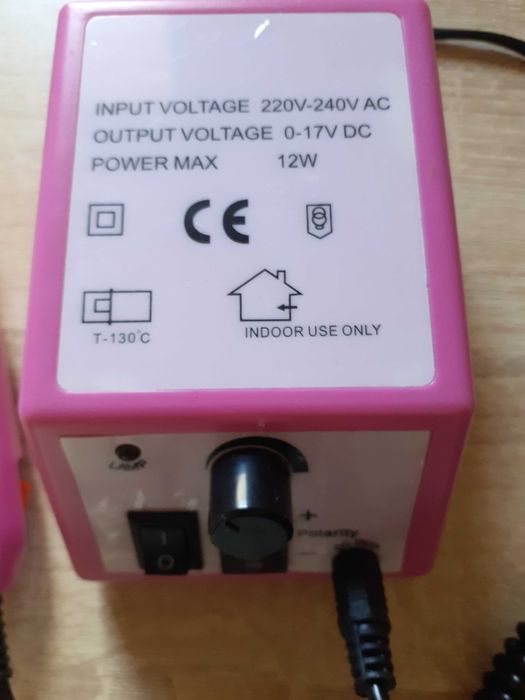 INPUT VOLTAGE 220V-240V AC
OUTPUT VOLTAGE 0-17V DC
POWER MAX 12W
CE
T-130°C
INDOOR USE ONLY
LAMP
+
Polarity
−